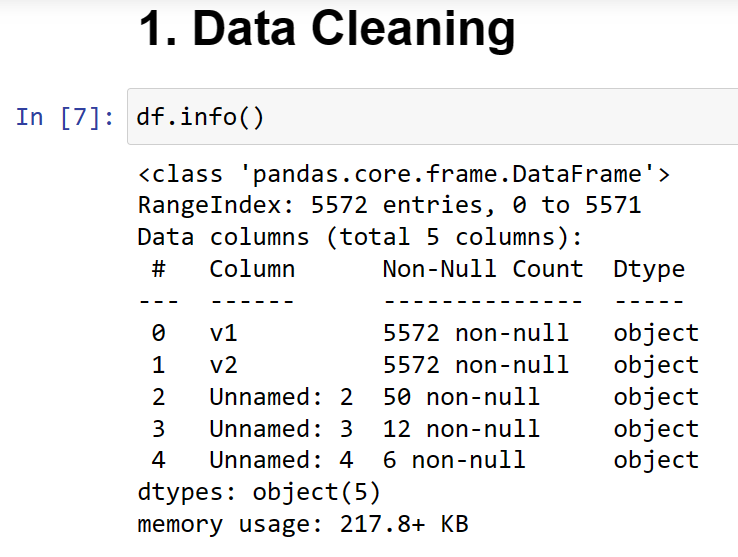 1. Data Cleaning
In [7]: df.info()
<class 'pandas.core.frame.DataFrame'>
RangeIndex: 5572 entries, 0 to 5571
Data columns (total 5 columns):
 #   Column      Non-Null Count  Dtype
---  ------      --------------  -----
 0   v1          5572 non-null   object
 1   v2          5572 non-null   object
 2   Unnamed: 2  50 non-null     object
 3   Unnamed: 3  12 non-null     object
 4   Unnamed: 4  6 non-null      object
dtypes: object(5)
memory usage: 217.8+ KB